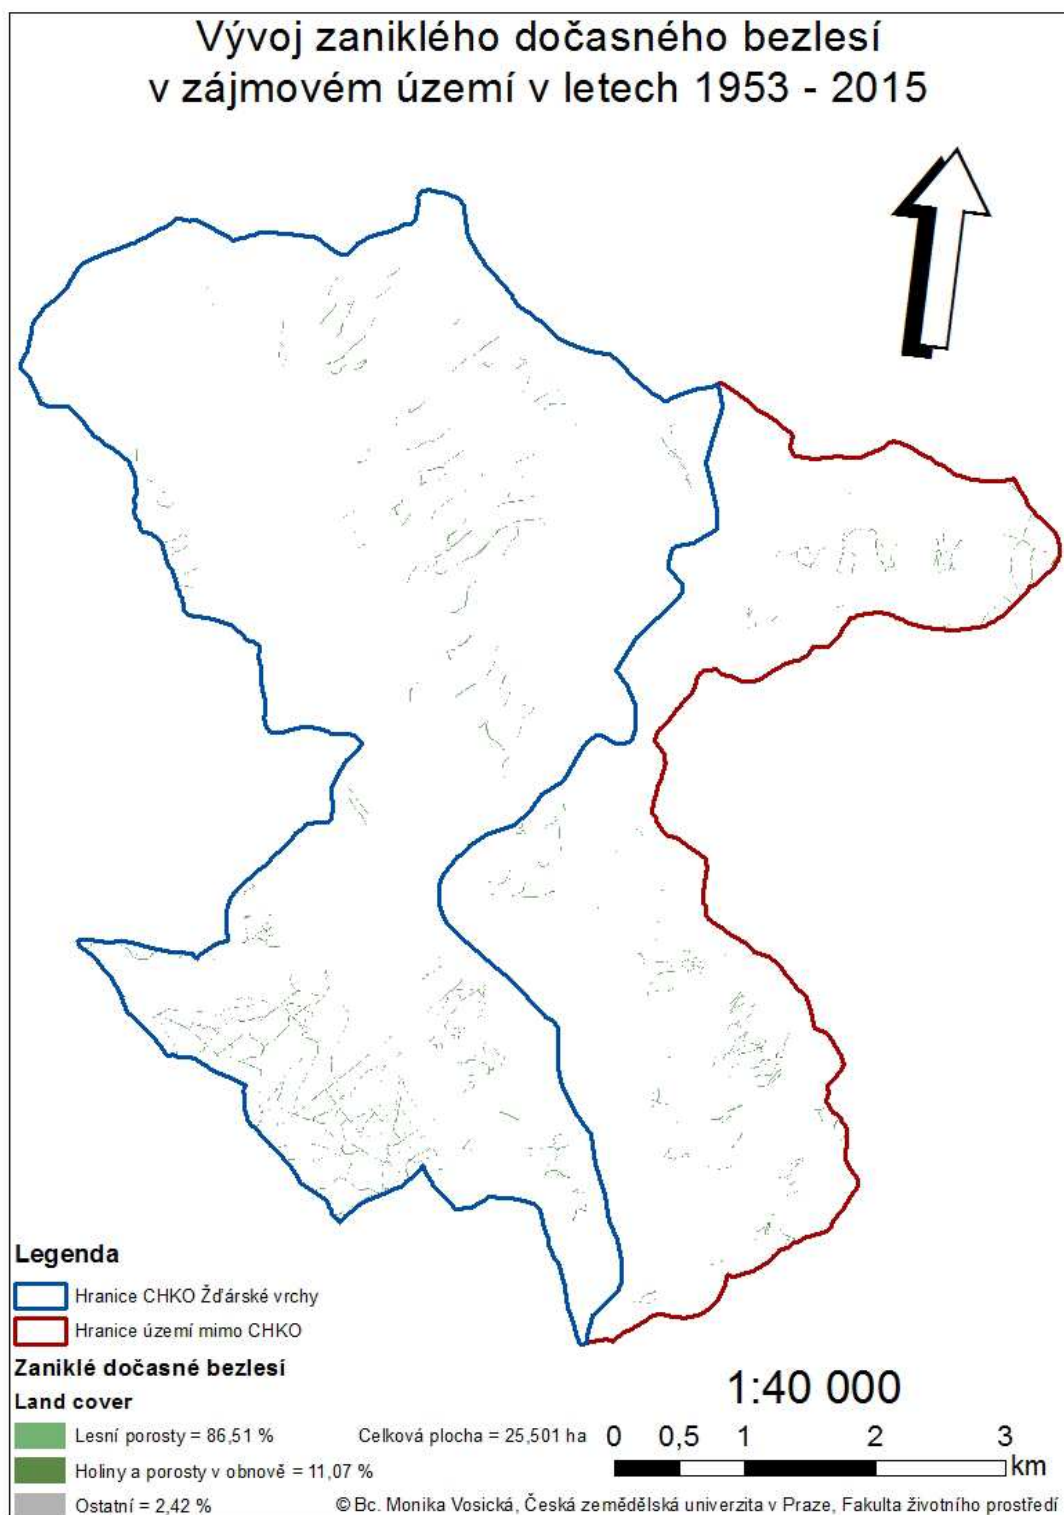 Vývoj zaniklého dočasného bezlesí
v zájmovém území v letech 1953 - 2015
Legenda
Hranice CHKO Žďárské vrchy
Hranice území mimo CHKO
Zaniklé dočasné bezlesí
Land cover
Lesní porosty = 86,51 %
Holiny a porosty v obnově = 11,07 %
Ostatní = 2,42 %
Celková plocha = 25,501 ha
1:40 000
0 0,5 1 2 3
km
© Bc. Monika Vosická, Česká zemědělská univerzita v Praze, Fakulta životního prostředí